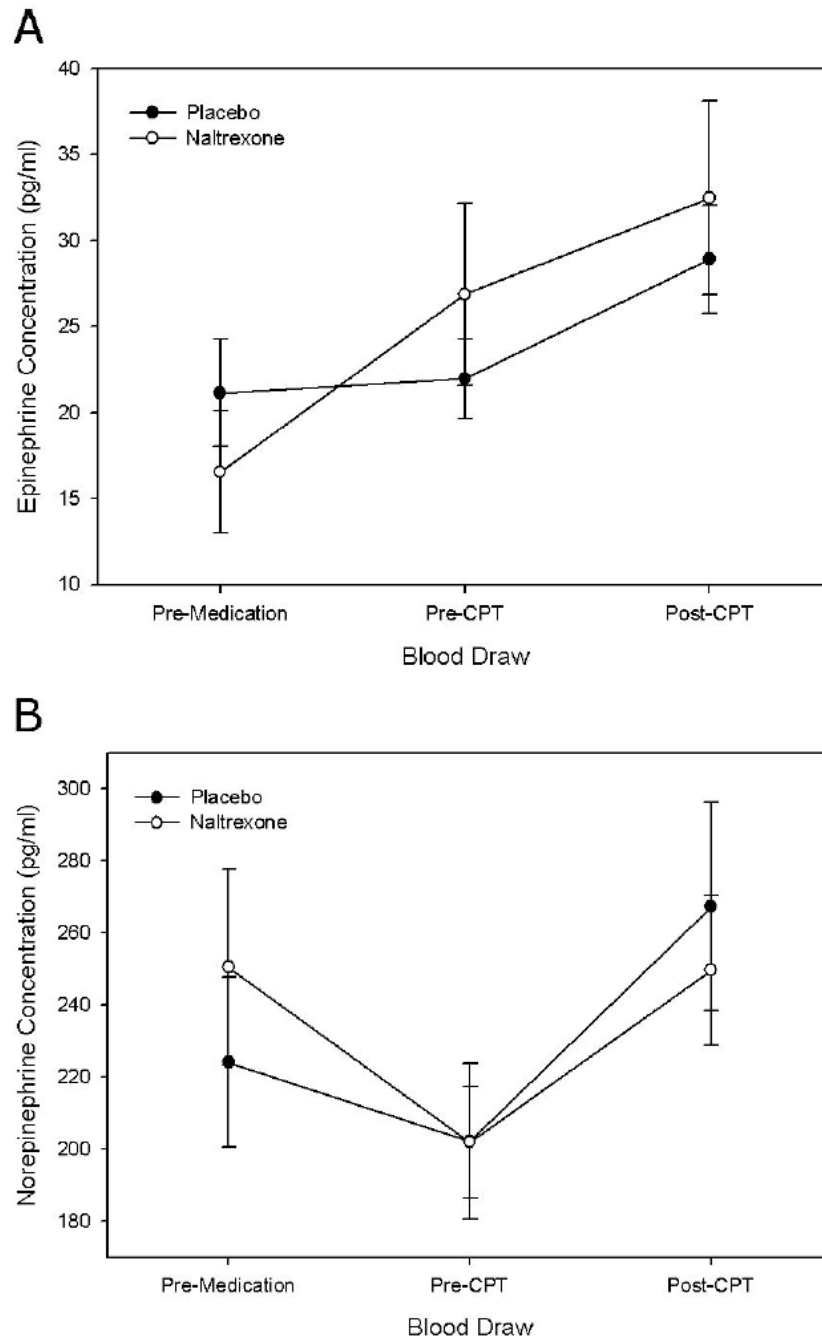 A
Epinephrine Concentration (pg/ml)
40
35
30
25
20
15
10
Placebo
Naltrexone
Pre-Medication
Pre-CPT
Post-CPT
Blood Draw
B
Norepinephrine Concentration (pg/ml)
300
280
260
240
220
200
180
Placebo
Naltrexone
Pre-Medication
Pre-CPT
Post-CPT
Blood Draw